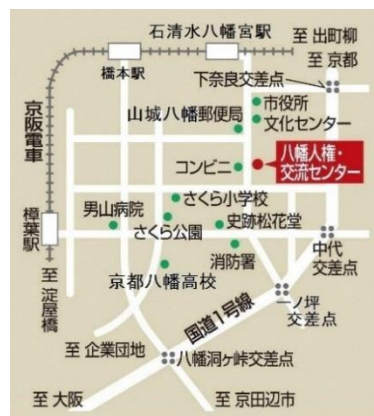 石清水八幡宮駅
至 出町柳
至 京都
橋本駅
下奈良交差点
市役所
山城八幡郵便局
文化センター
京阪電車
コンビニ
八幡人権・
交流センター
さくら小学校
男山病院
史跡松花堂
さくら公園
樟葉駅
消防署
中代
交差点
京都八幡高校
至 淀屋橋
一ノ坪
交差点
国道1号線
至 企業団地
八幡洞ヶ峠交差点
至 大阪
至 京田辺市